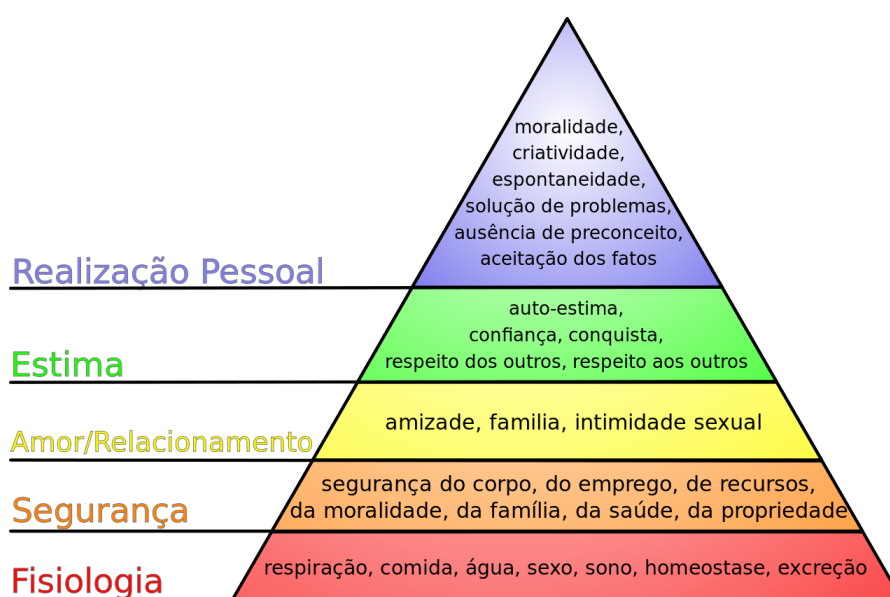 moralidade,
criatividade,
espontaneidade,
solução de problemas,
ausência de preconceito,
aceitação dos fatos
Realização Pessoal
auto-estima,
confiança, conquista,
respeito dos outros, respeito aos outros
Estima
amizade, familia, intimidade sexual
Amor/Relacionamento
segurança do corpo, do emprego, de recursos,
da moralidade, da família, da saúde, da propriedade
Segurança
respiração, comida, água, sexo, sono, homeostase, excreção
Fisiologia